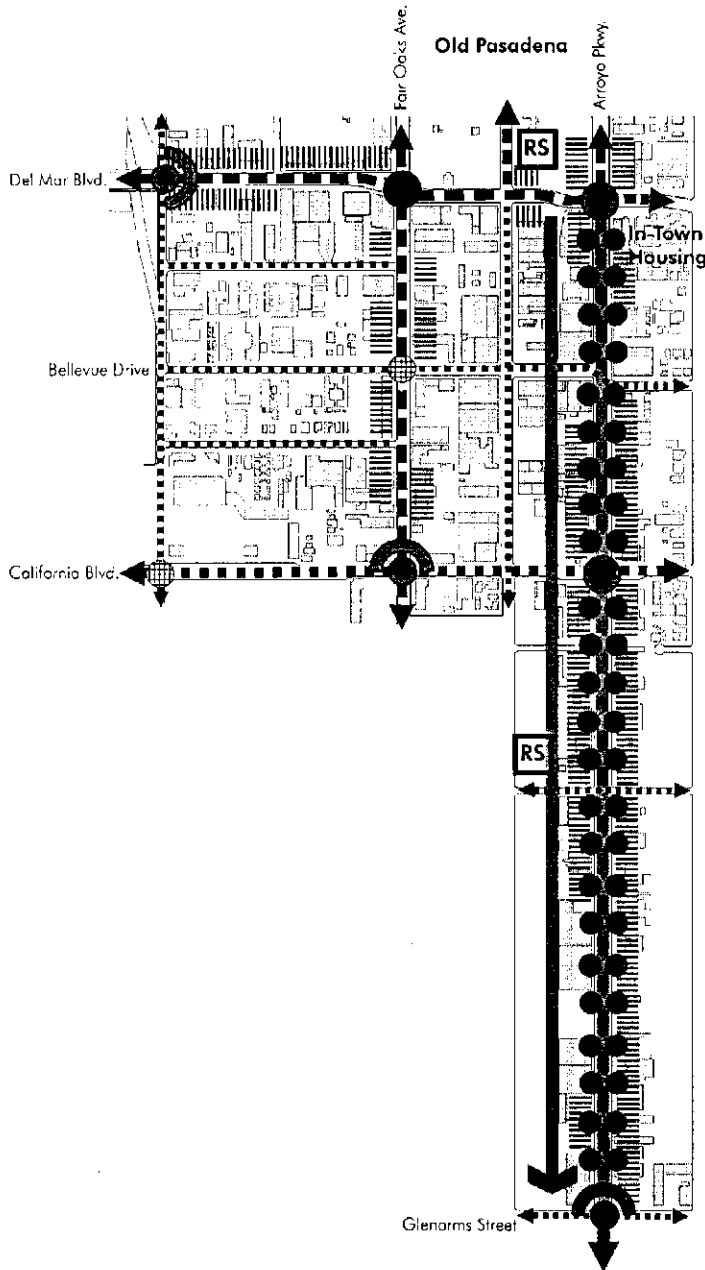 Fair Oaks Ave.
Old Pasadena
Arroyo Pkwy.
RS
Del Mar Blvd.
In-Town
Housing
Bellevue Drive
California Blvd.
RS
Glenarms Street